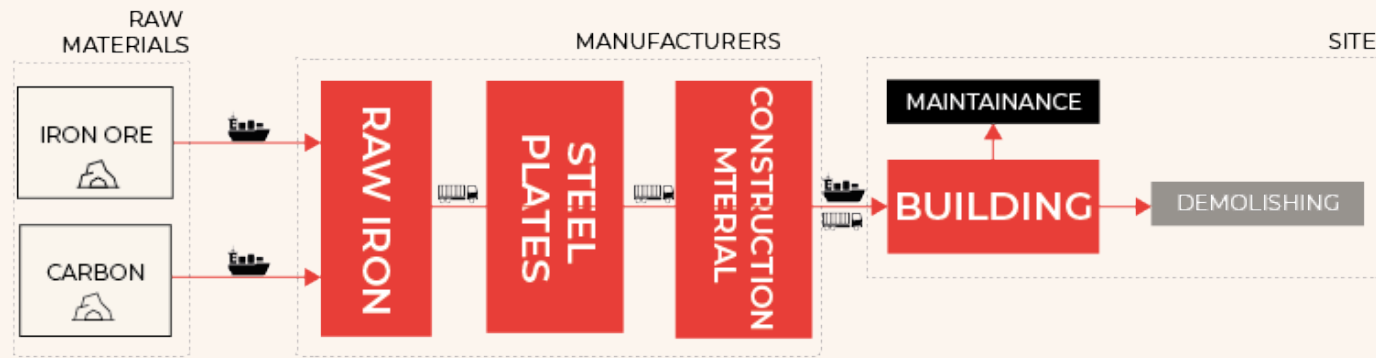 RAW
MATERIALS
IRON ORE
CARBON
MANUFACTURERS
RAW IRON
STEEL
PLATES
CONSTRUCTION
MTERIAL
SITE
MAINTAINANCE
BUILDING
DEMOLISHING